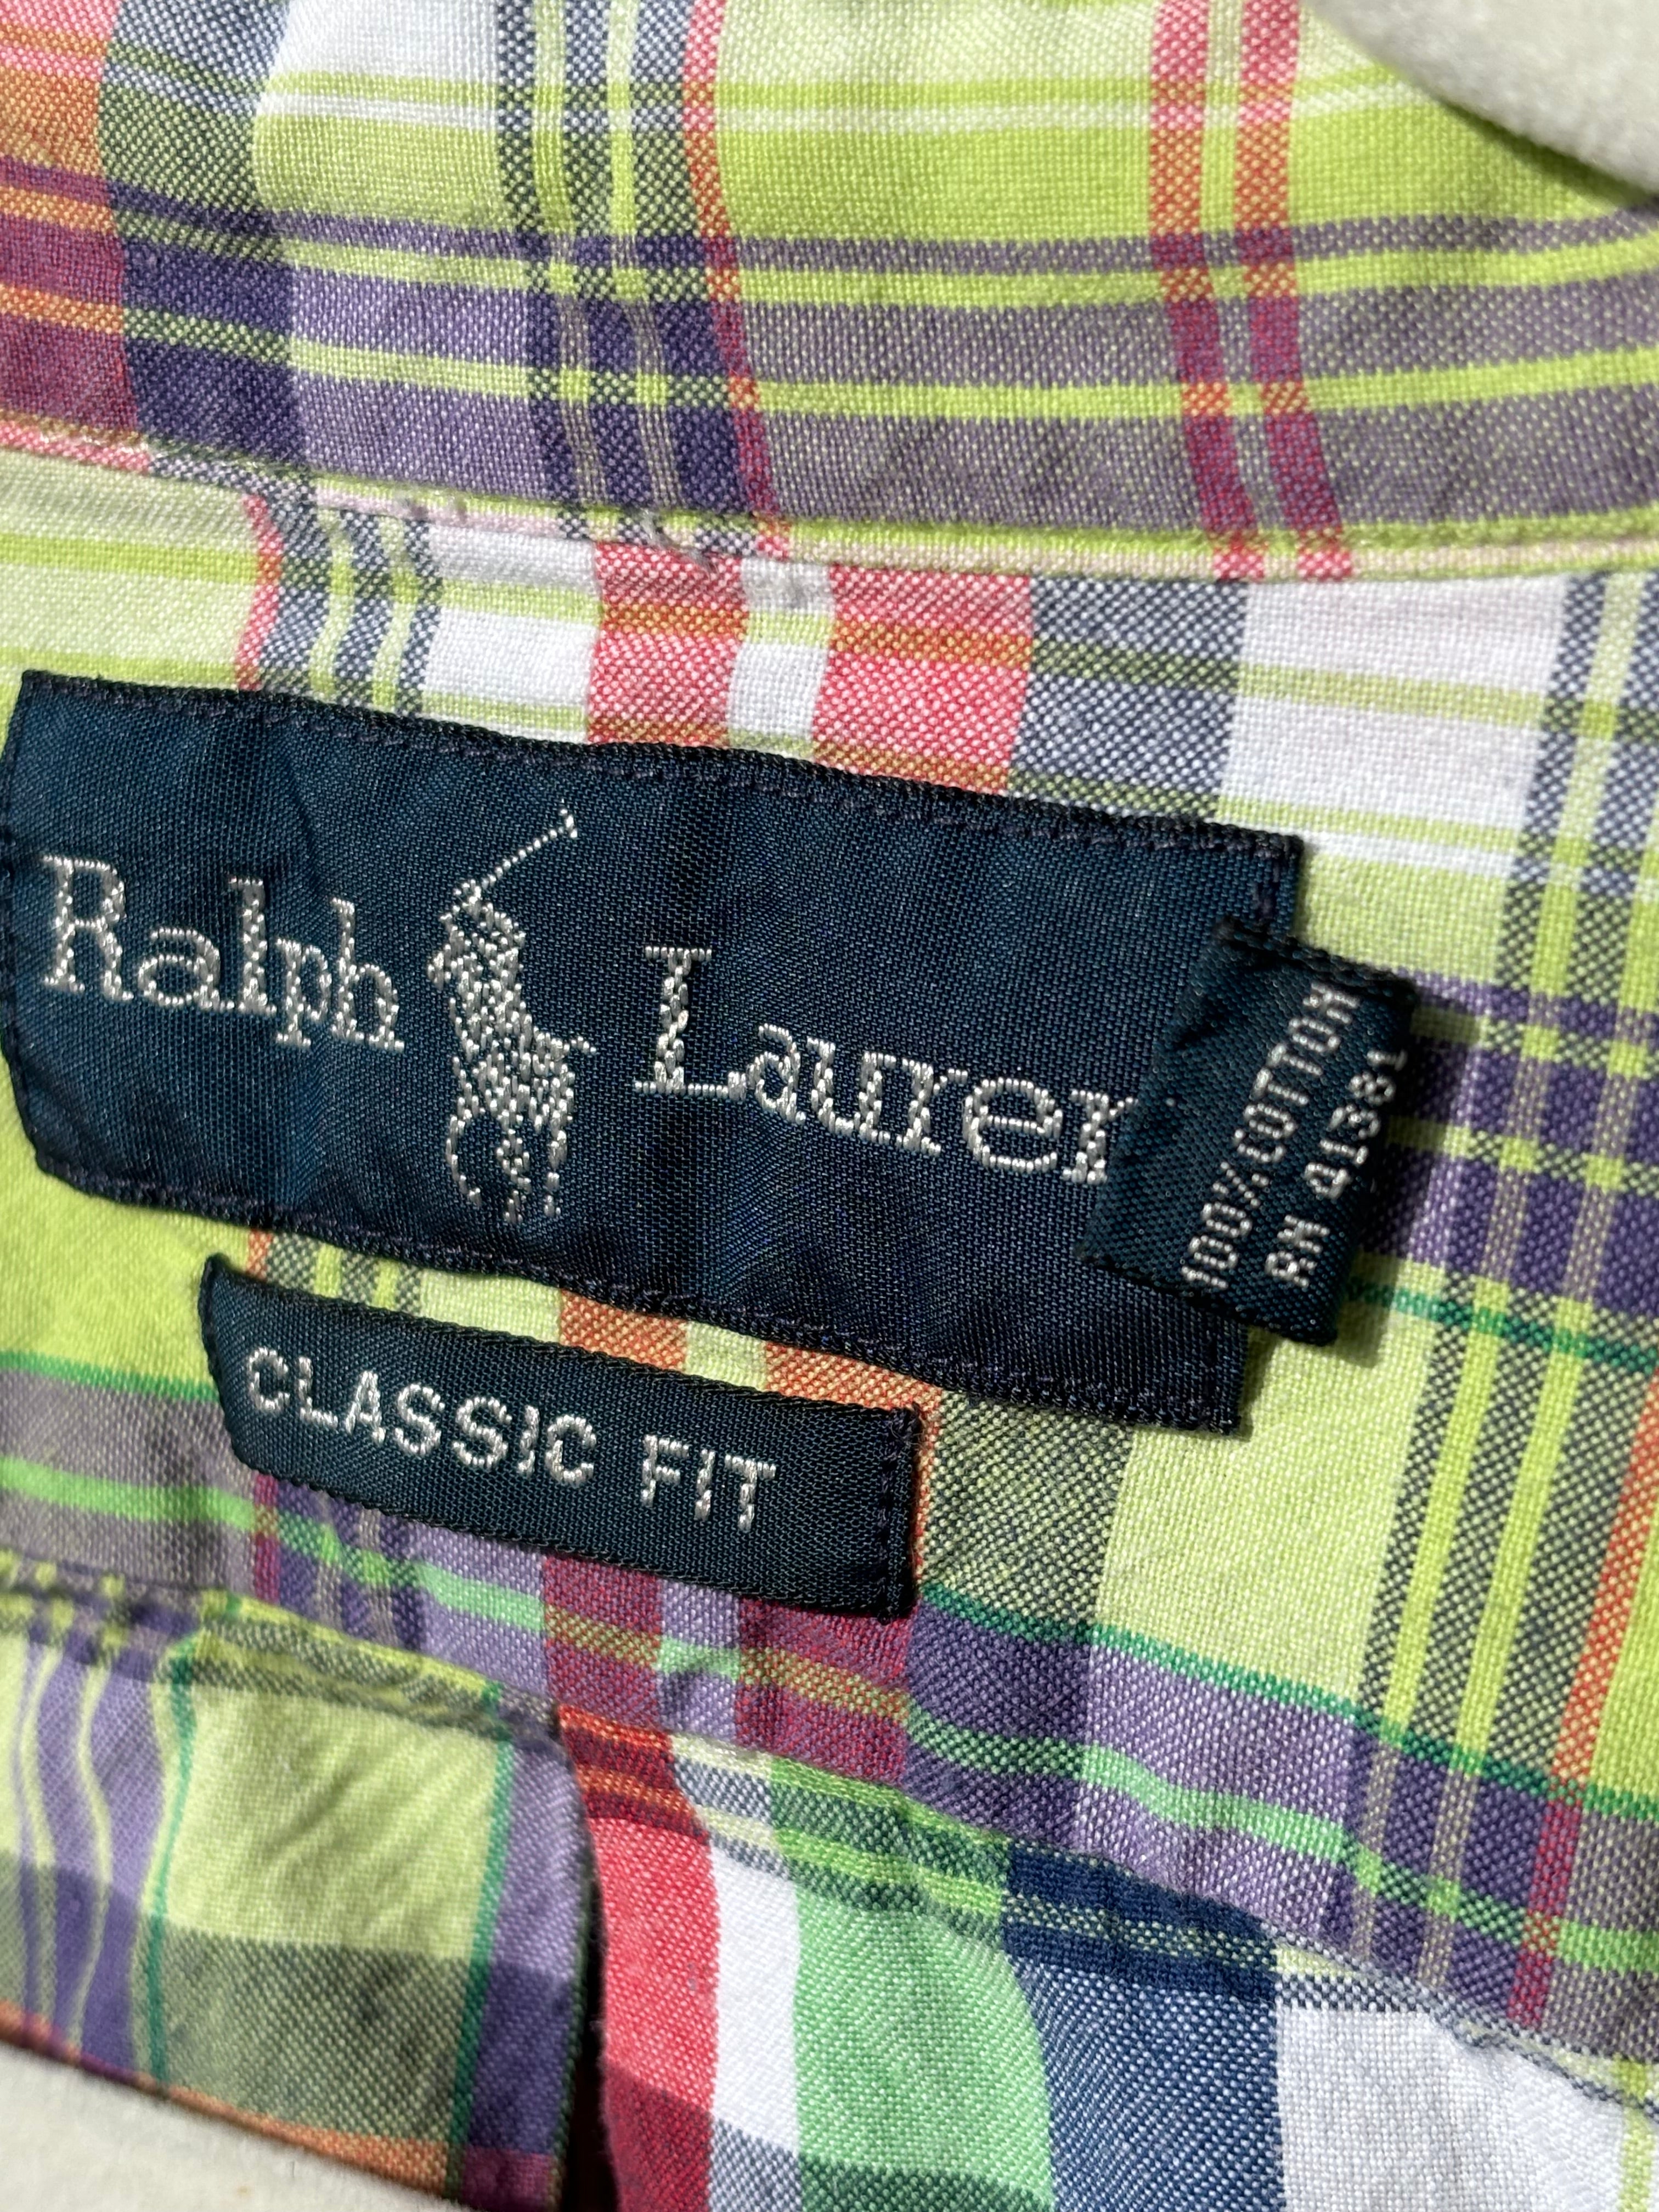 Ralph Lauren
100% COTTON
RN 41381
CLASSIC FIT